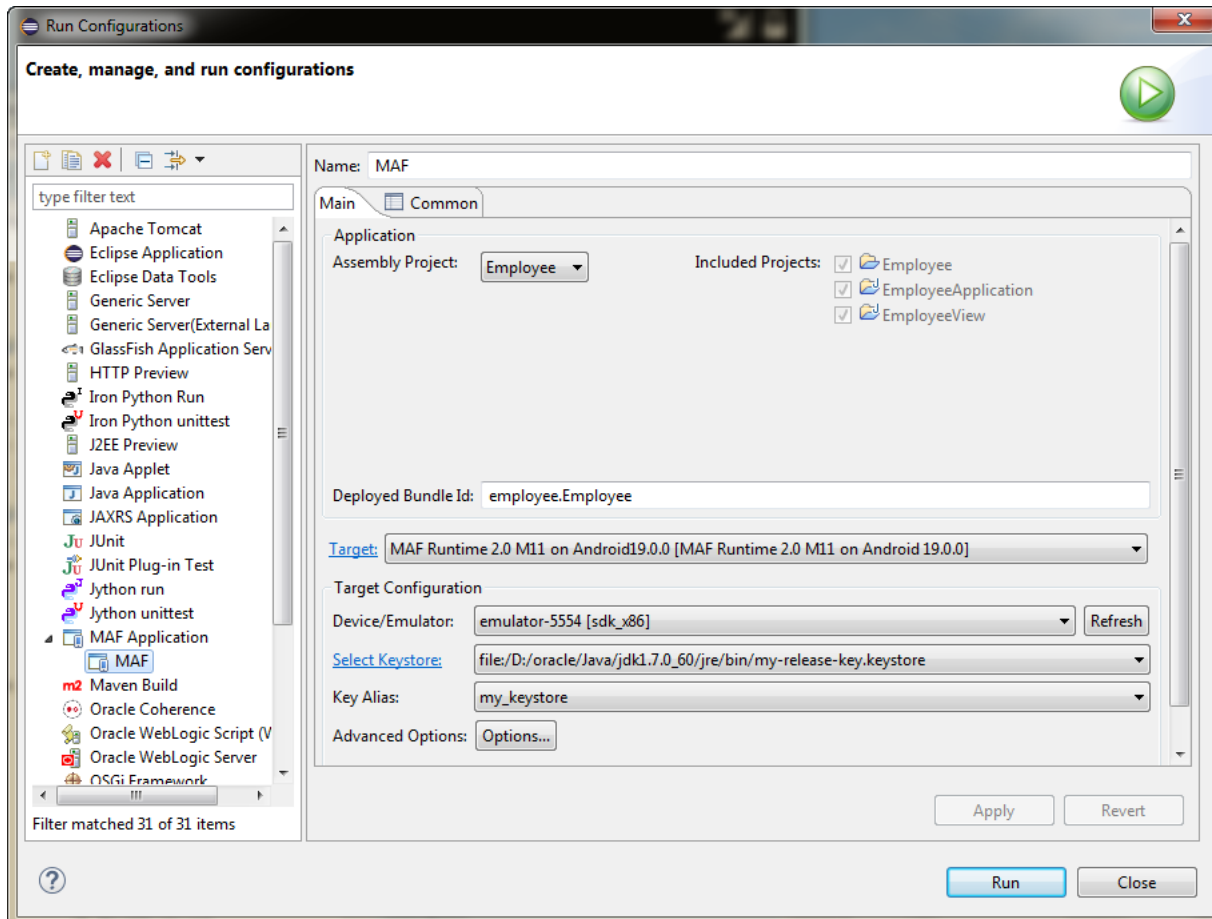 Run Configurations
Create, manage, and run configurations
type filter text
Apache Tomcat
Eclipse Application
Eclipse Data Tools
Generic Server
Generic Server(External La
GlassFish Application Serv
HTTP Preview
Iron Python Run
Iron Python unittest
J2EE Preview
Java Applet
Java Application
JAXRS Application
JUnit
JUnit Plug-in Test
Jython run
Jython unittest
MAF Application
MAF
m2 Maven Build
Oracle Coherence
Oracle WebLogic Script (W
Oracle WebLogic Server
OSGi Framework
Filter matched 31 of 31 items
Name: MAF
Main Common
Application
Assembly Project: Employee
Included Projects: Employee
EmployeeApplication
EmployeeView
Deployed Bundle Id: employee.Employee
Target: MAF Runtime 2.0 M11 on Android19.0.0 [MAF Runtime 2.0 M11 on Android 19.0.0]
Target Configuration
Device/Emulator: emulator-5554 [sdk_x86] Refresh
Select Keystore: file:/D:/oracle/Java/jdk1.7.0_60/jre/bin/my-release-key.keystore
Key Alias: my_keystore
Advanced Options: Options...
Apply Revert
Run Close